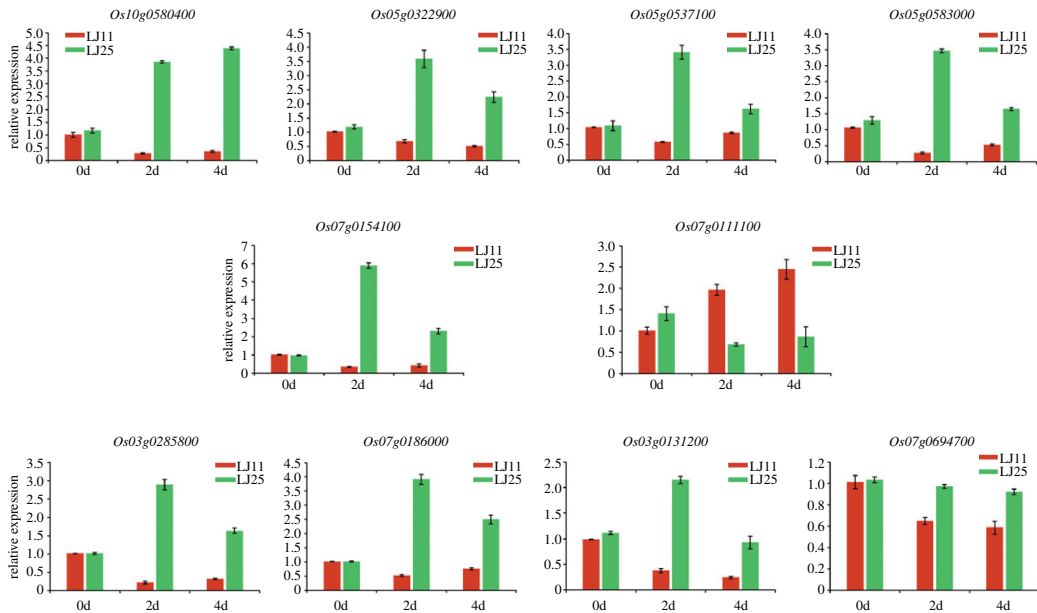 Os10g0580400
LJ11
LJ25
relative expression
5.0
4.5
4.0
3.5
3.0
2.5
2.0
1.5
1.0
0.5
0
0d 2d 4d
Os05g0322900
LJ11
LJ25
4.5
4.0
3.5
3.0
2.5
2.0
1.5
1.0
0.5
0
0d 2d 4d
Os05g0537100
LJ11
LJ25
4.0
3.5
3.0
2.5
2.0
1.5
1.0
0.5
0
0d 2d 4d
Os05g0583000
LJ11
LJ25
4.0
3.5
3.0
2.5
2.0
1.5
1.0
0.5
0
0d 2d 4d
Os07g0154100
LJ11
LJ25
relative expression
7
6
5
4
3
2
1
0
0d 2d 4d
Os07g0111100
LJ11
LJ25
3.0
2.5
2.0
1.5
1.0
0.5
0
0d 2d 4d
Os03g0285800
LJ11
LJ25
relative expression
3.5
3.0
2.5
2.0
1.5
1.0
0.5
0
0d 2d 4d
Os07g0186000
LJ11
LJ25
4.5
4.0
3.5
3.0
2.5
2.0
1.5
1.0
0.5
0
0d 2d 4d
Os03g0131200
LJ11
LJ25
2.5
2.0
1.5
1.0
0.5
0
0d 2d 4d
Os07g0694700
LJ11
LJ25
1.2
1.0
0.8
0.6
0.4
0.2
0
0d 2d 4d